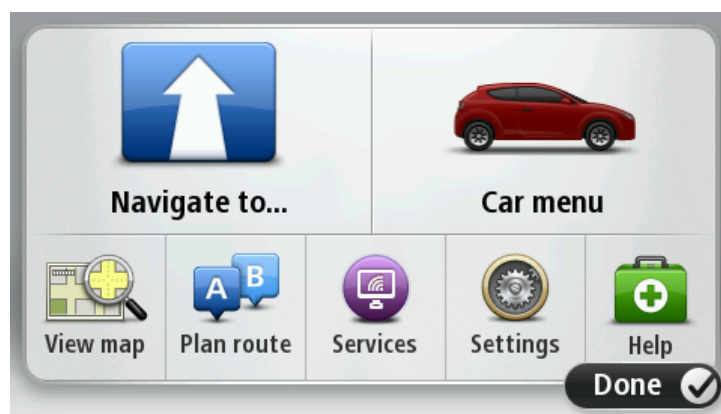 Navigate to...
Car menu
A B
View map
Plan route
Services
Settings
Help
Done